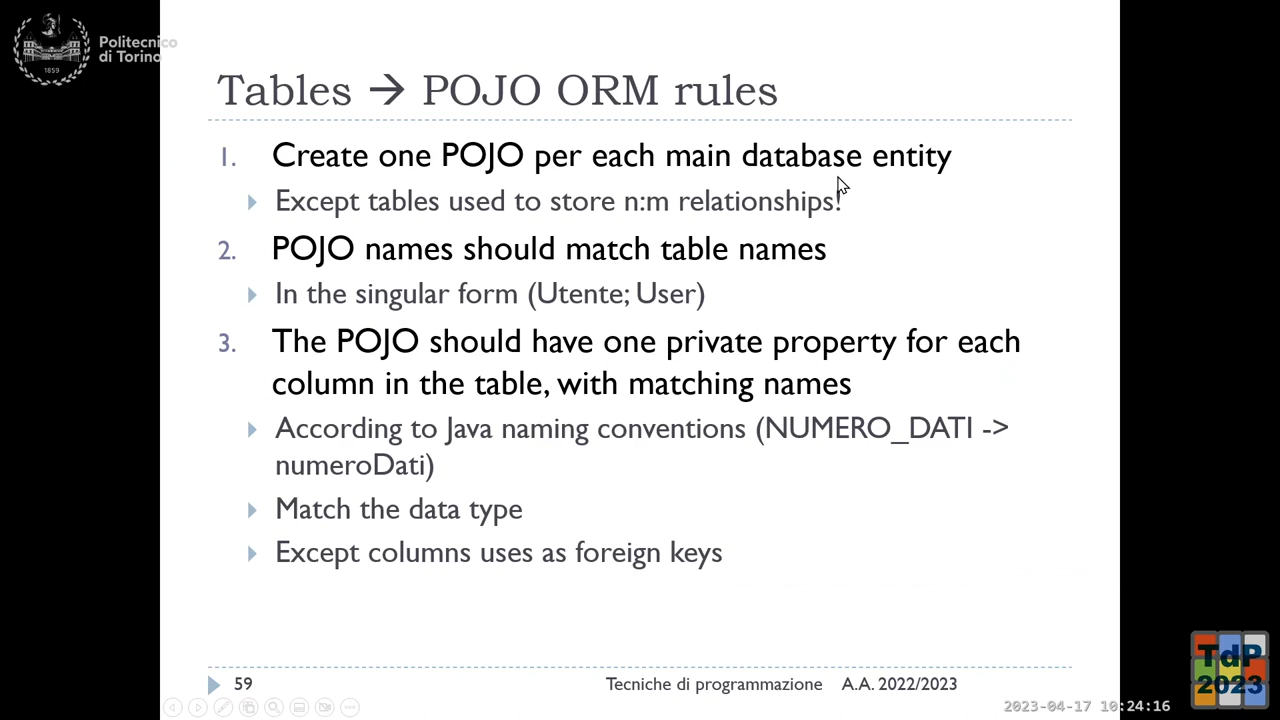 Politecnico
di Torino
1859
Tables → POJO ORM rules
1. Create one POJO per each main database entity
Except tables used to store n:m relationships!
2. POJO names should match table names
In the singular form (Utente; User)
3. The POJO should have one private property for each
column in the table, with matching names
According to Java naming conventions (NUMERO_DATI ->
numeroDati)
Match the data type
Except columns uses as foreign keys
59
Tecniche di programmazione A.A. 2022/2023
TdP
2023
2023-04-17 10:24:16